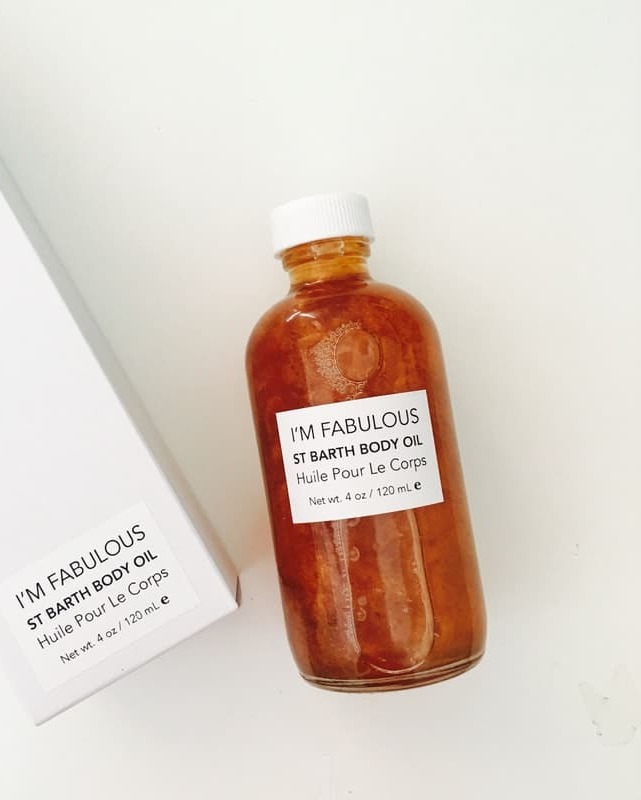 I'M FABULOUS
ST BARTH BODY OIL
Huile Pour Le Corps
Net wt. 4 oz / 120 mL e
I'M FABULOUS
ST BARTH BODY OIL
Huile Pour Le Corps
Net wt. 4 oz / 120 mL e